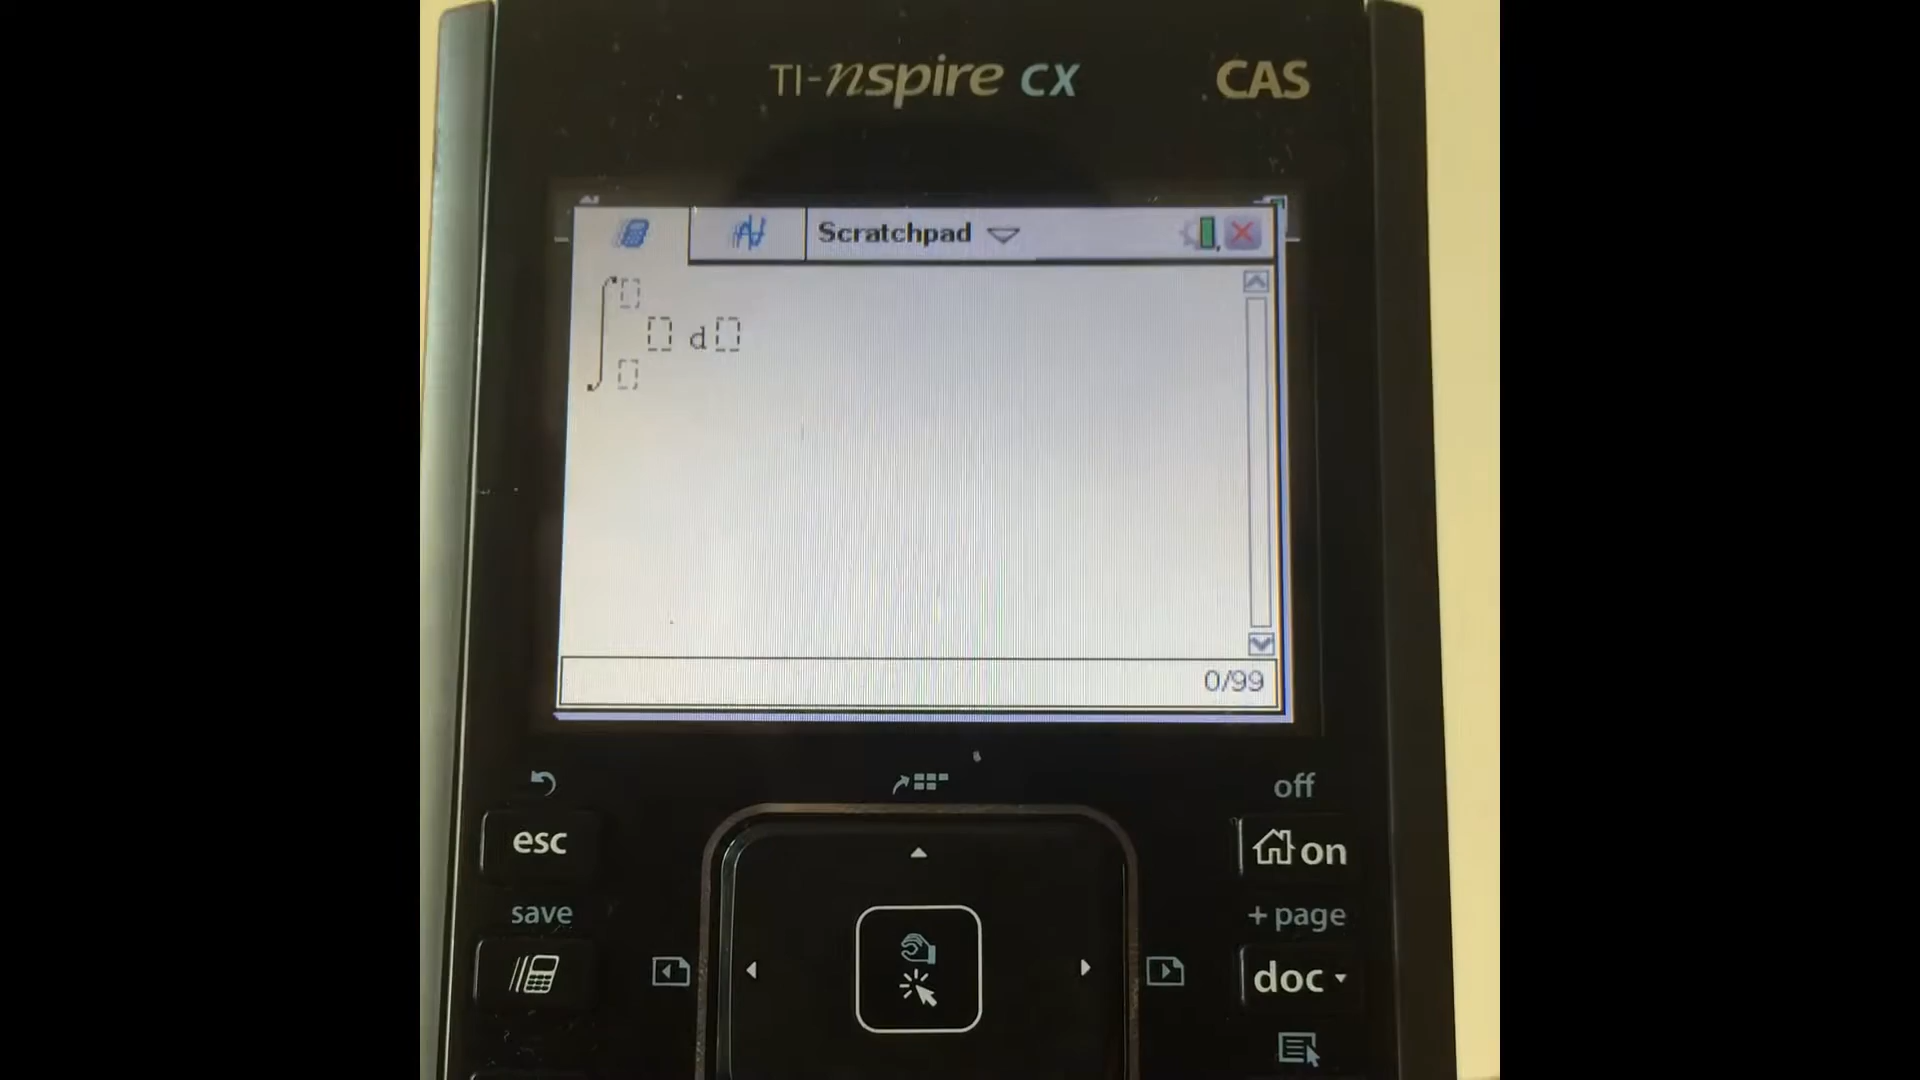 TI-nspire CX CAS
Scratchpad
∫ d
0/99
off
esc
on
save
+ page
doc